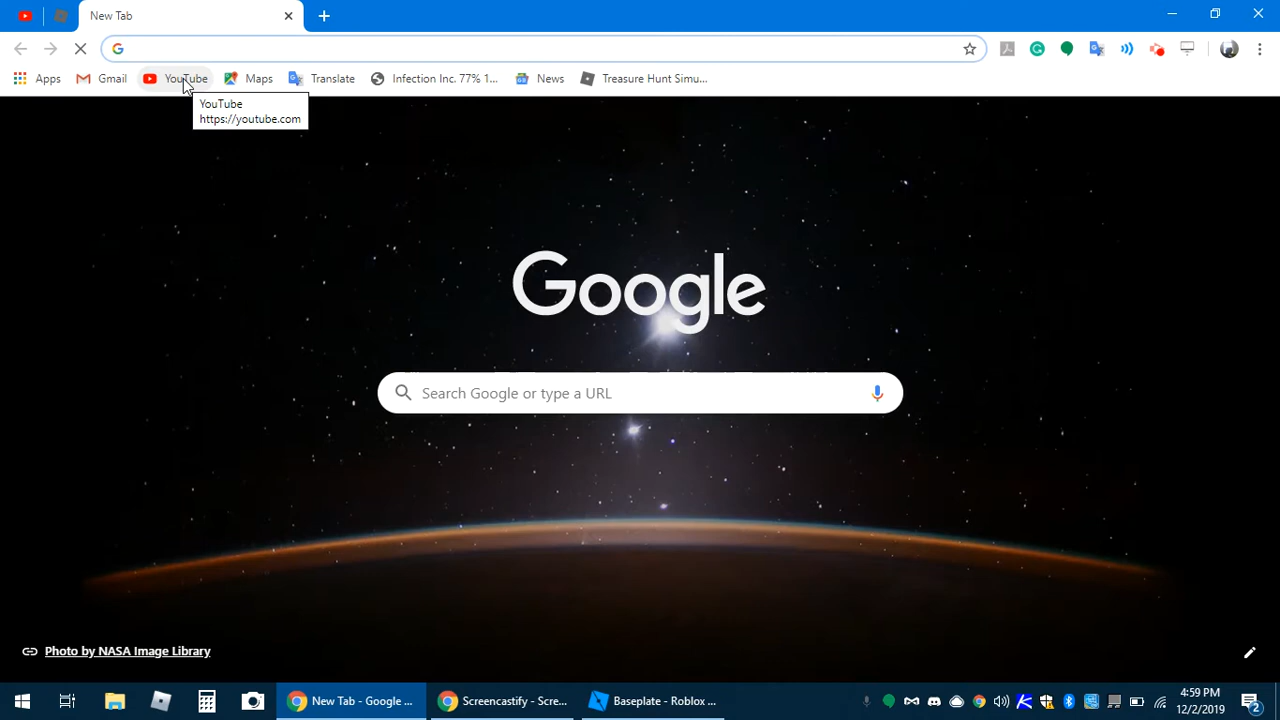 New Tab
Apps
Gmail
YouTube
Maps
Translate
Infection Inc. 77% 1...
News
Treasure Hunt Simu...
YouTube
https://youtube.com
Google
Search Google or type a URL
Photo by NASA Image Library
New Tab - Google ...
Screencastify - Scre...
Baseplate - Roblox ...
4:59 PM
12/2/2019
2